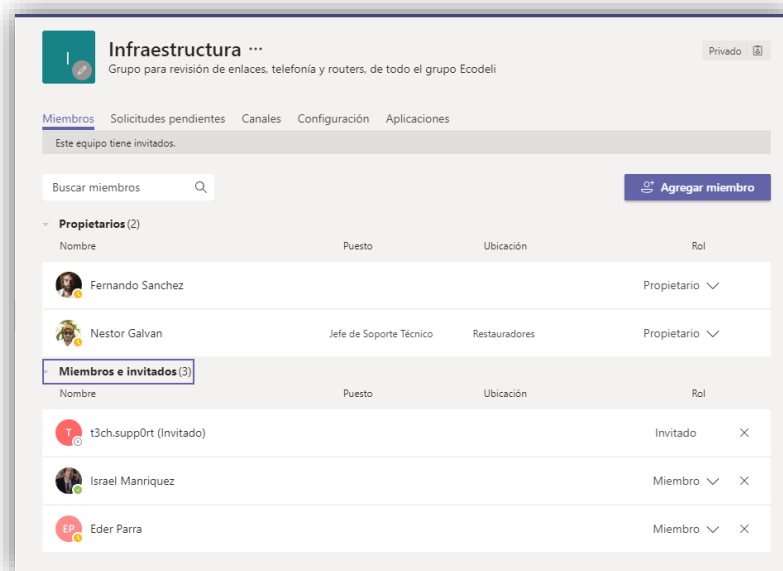 I
Infraestructura ...
Grupo para revisión de enlaces, telefonía y routers, de todo el grupo Ecodeli
Privado
Miembros Solicitudes pendientes Canales Configuración Aplicaciones
Este equipo tiene invitados.
Buscar miembros
Agregar miembro
Propietarios (2)
Nombre Puesto Ubicación Rol
Fernando Sanchez Propietario
Nestor Galvan Jefe de Soporte Técnico Restauradores Propietario
Miembros e invitados (3)
Nombre Puesto Ubicación Rol
T t3ch.supp0rt (Invitado) Invitado
Israel Manriquez Miembro
EP Eder Parra Miembro